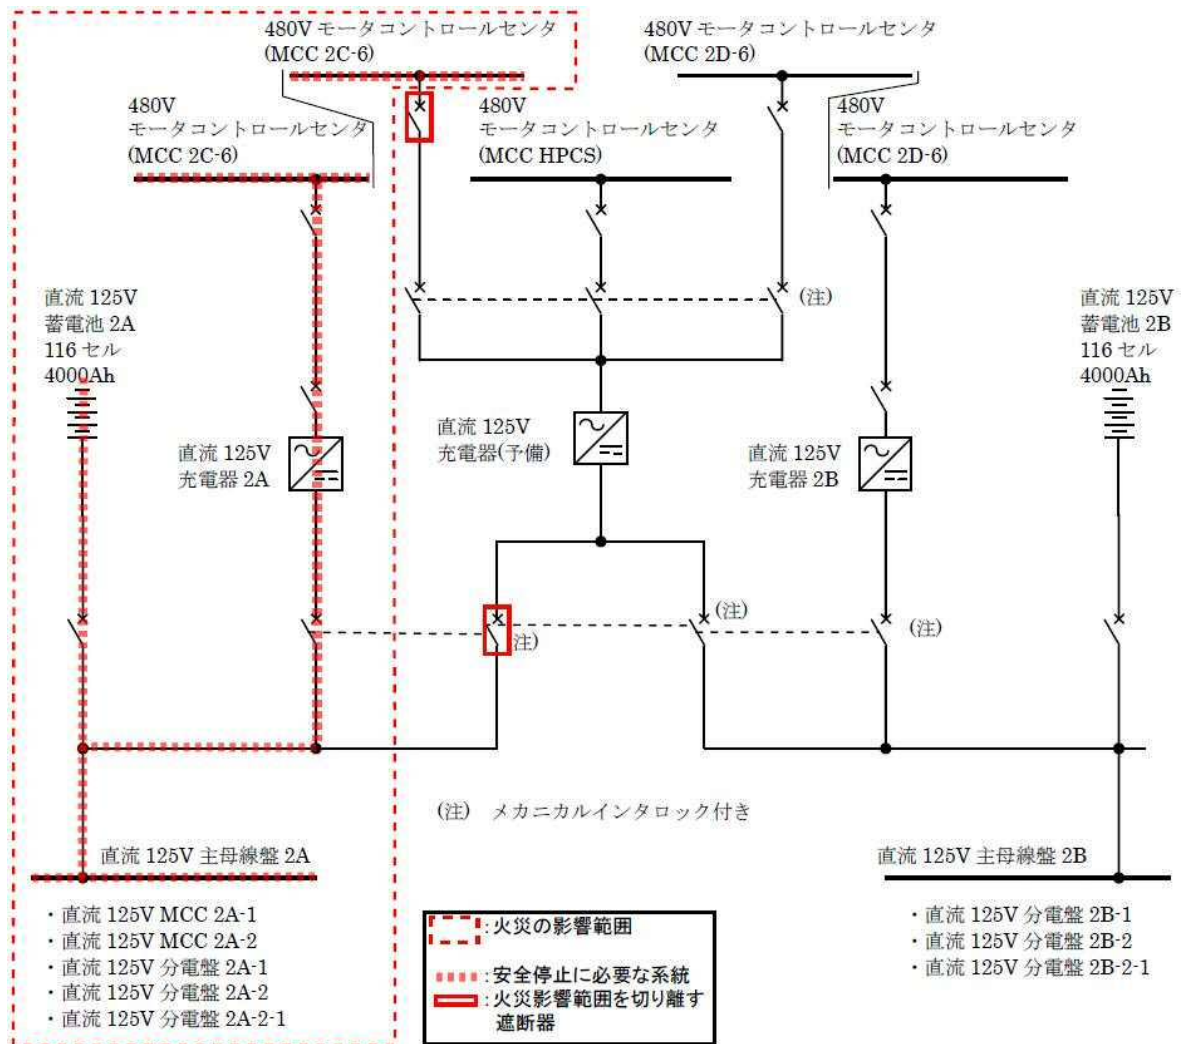 480V モータコントロールセンタ
(MCC 2C-6)
480V モータコントロールセンタ
(MCC 2D-6)
480V
モータコントロールセンタ
(MCC 2C-6)
480V
モータコントロールセンタ
(MCC HPCS)
480V
モータコントロールセンタ
(MCC 2D-6)
直流 125V
蓄電池 2A
116 セル
4000Ah
(注)
直流 125V
蓄電池 2B
116 セル
4000Ah
直流 125V
充電器 2A
直流 125V
充電器(予備)
直流 125V
充電器 2B
注)
(注)
(注)
(注) メカニカルインタロック付き
直流 125V 主母線盤 2A
直流 125V 主母線盤 2B
・直流 125V MCC 2A-1
・直流 125V MCC 2A-2
・直流 125V 分電盤 2A-1
・直流 125V 分電盤 2A-2
・直流 125V 分電盤 2A-2-1
:火災の影響範囲
:安全停止に必要な系統
:火災影響範囲を切り離す
遮断器
・直流 125V 分電盤 2B-1
・直流 125V 分電盤 2B-2
・直流 125V 分電盤 2B-2-1